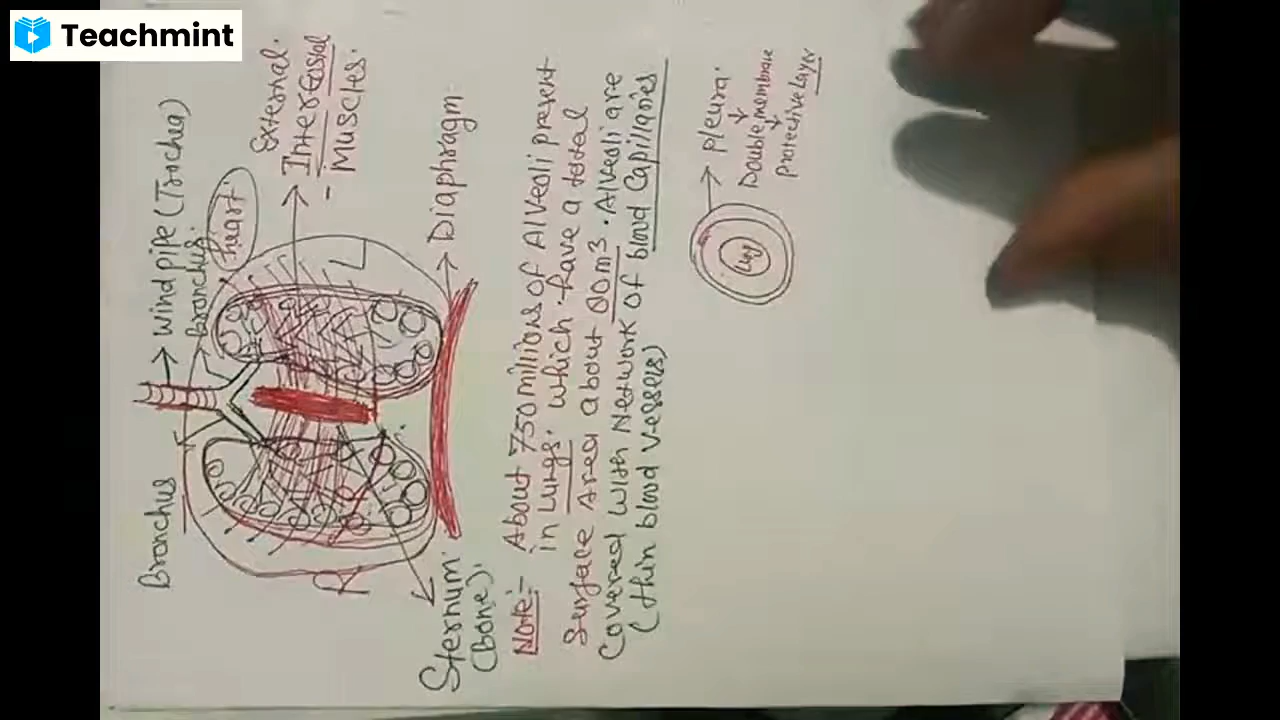 Teachmint
Bronchus
Wind pipe (Trachea)
Bronchus.
heart
External.
Intercostal
- Muscles.
Diaphragm.
R
L
Sternum.
(Bone).
Note:- About 750 millions of Alveoli present
in Lungs. which have a total
Surface Area about 80m3. Alveoli are
Covered with Network of blood Capillaries
(thin blood vessels)
Lung
Pleura.
Double membrane
Protective Layer